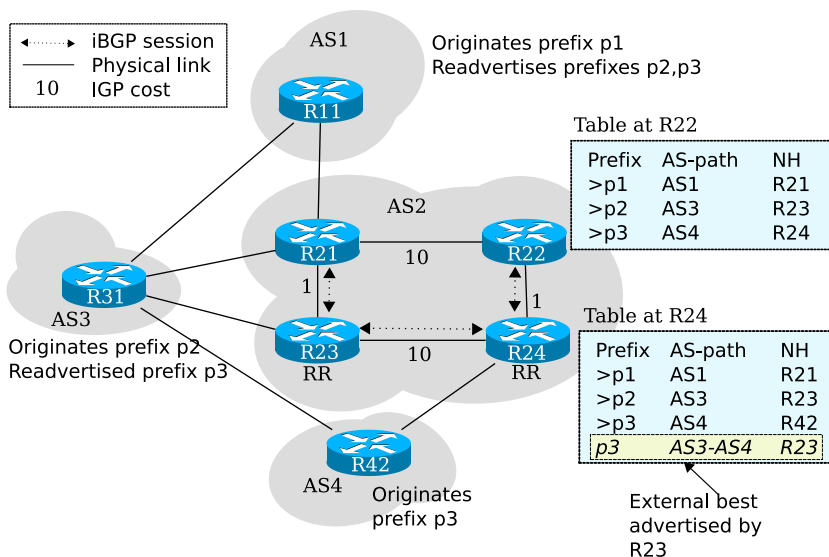 iBGP session
Physical link
10 IGP cost
AS1
Originates prefix p1
Readvertises prefixes p2,p3
R11
Table at R22
Prefix AS-path NH
>p1 AS1 R21
>p2 AS3 R23
>p3 AS4 R24
AS2
R21
R22
10
R31
AS3
1
1
Originates prefix p2
Readvertised prefix p3
R23
RR
10
R24
RR
Table at R24
Prefix AS-path NH
>p1 AS1 R21
>p2 AS3 R23
>p3 AS4 R42
p3 AS3-AS4 R23
R42
AS4
Originates
prefix p3
External best
advertised by
R23